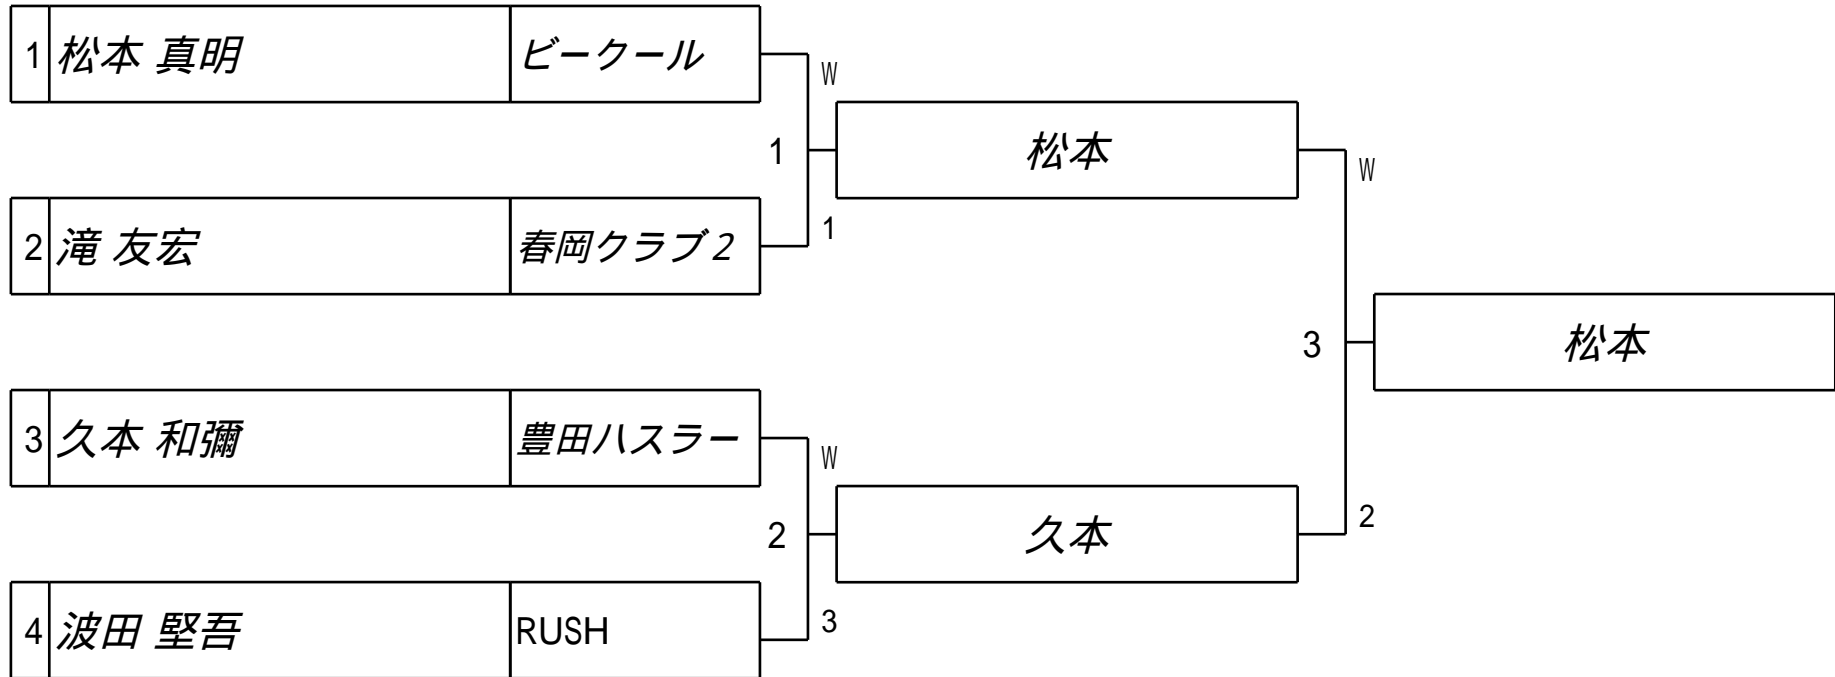 1 松本 真明 ビークール
W
1 松本
W
2 滝 友宏 春岡クラブ2
1
3 松本
3 久本 和彌 豊田ハスラー
W
2 久本
2
4 波田 堅吾 RUSH
3